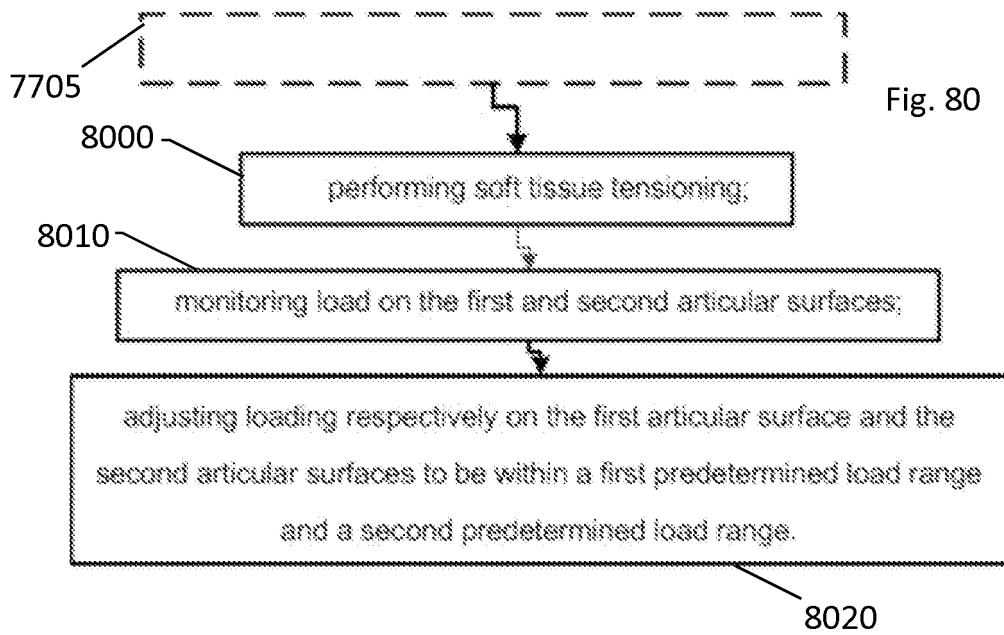 7705
Fig. 80
8000
performing soft tissue tensioning;
8010
monitoring load on the first and second articular surfaces;
adjusting loading respectively on the first articular surface and the
second articular surfaces to be within a first predetermined load range
and a second predetermined load range.
8020